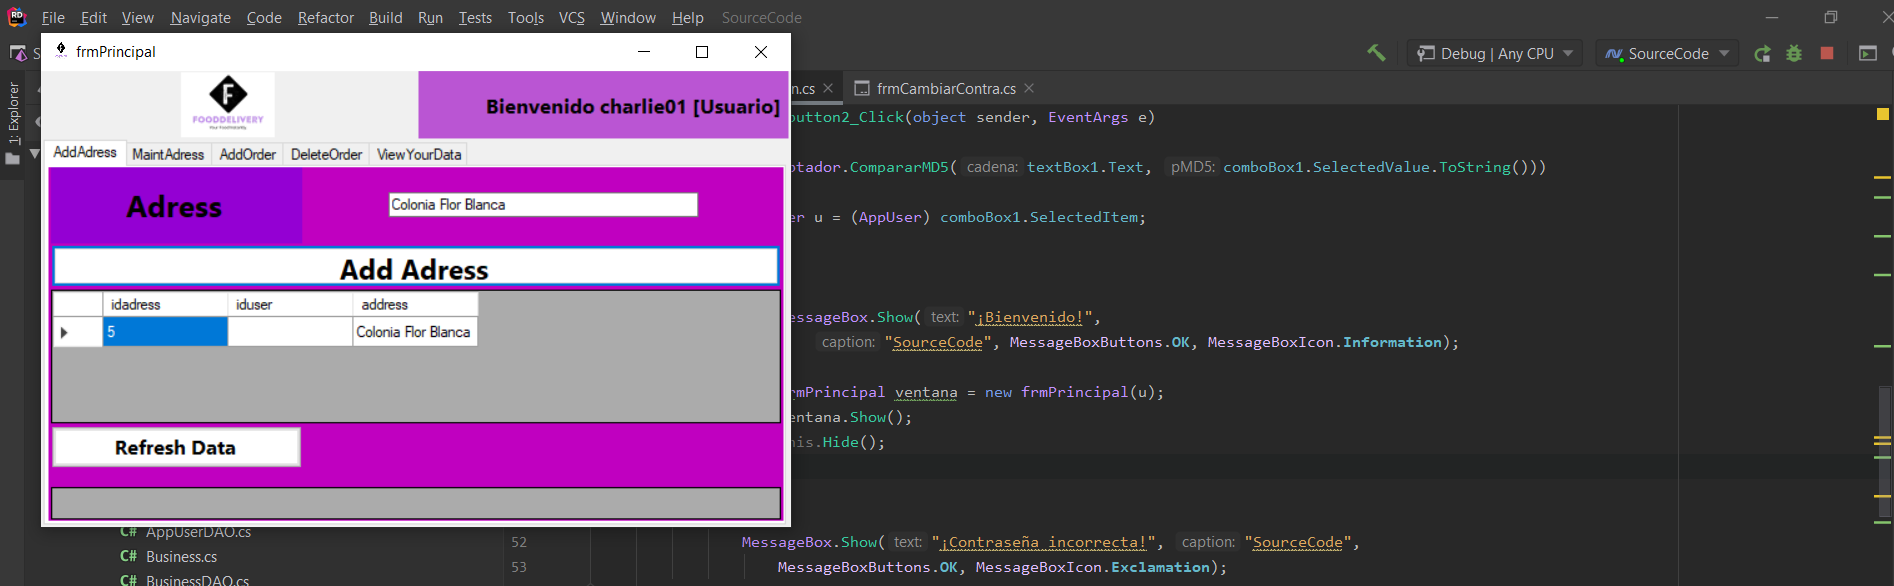 File Edit View Navigate Code Refactor Build Run Tests Tools VCS Window Help SourceCode
Debug | Any CPU SourceCode
1: Explorer
frmPrincipal
F
FOODDELIVERY
Bienvenido charlie01 [Usuario]
AddAdress MaintAdress AddOrder DeleteOrder ViewYourData
Adress
Colonia Flor Blanca
Add Adress
idadress iduser address
5 Colonia Flor Blanca
Refresh Data
n.cs frmCambiarContra.cs
button2_Click(object sender, EventArgs e)
ptador.CompararMD5( cadena: textBox1.Text, pMD5: comboBox1.SelectedValue.ToString()))
er u = (AppUser) comboBox1.SelectedItem;
essageBox.Show( text: "¡Bienvenido!",
caption: "SourceCode", MessageBoxButtons.OK, MessageBoxIcon.Information);
rmPrincipal ventana = new frmPrincipal(u);
entana.Show();
his.Hide();
AppUserDAO.cs
C# Business.cs
C# BusinessDAO.cs
52 MessageBox.Show( text: "¡Contraseña incorrecta!", caption: "SourceCode",
53 MessageBoxButtons.OK, MessageBoxIcon.Exclamation);